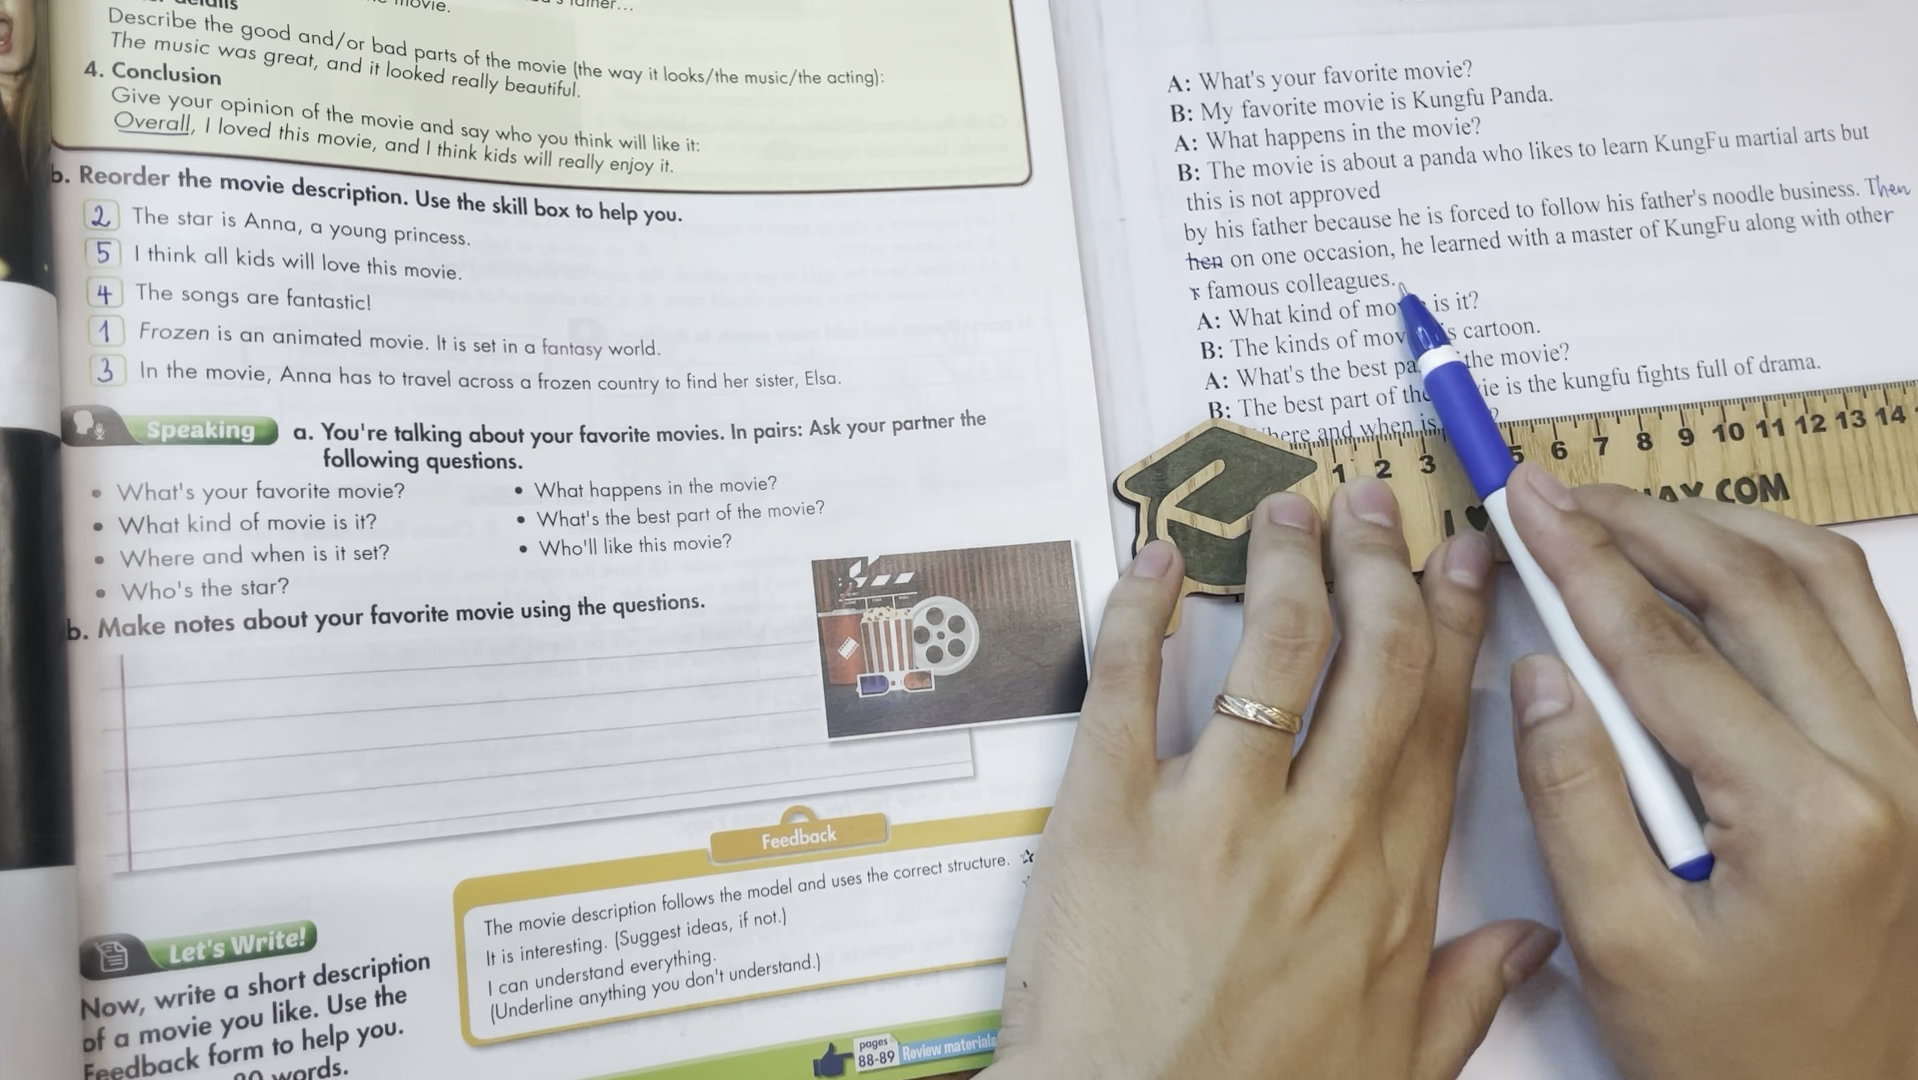 details
movie.
Describe the good and/or bad parts of the movie (the way it looks/the music/the acting):
The music was great, and it looked really beautiful.
4. Conclusion
Give your opinion of the movie and say who you think will like it:
Overall, I loved this movie, and I think kids will really enjoy it.
b. Reorder the movie description. Use the skill box to help you.
2 The star is Anna, a young princess.
5 I think all kids will love this movie.
4 The songs are fantastic!
1 Frozen is an animated movie. It is set in a fantasy world.
3 In the movie, Anna has to travel across a frozen country to find her sister, Elsa.
Speaking
a. You're talking about your favorite movies. In pairs: Ask your partner the
following questions.
• What's your favorite movie?
• What kind of movie is it?
• Where and when is it set?
• Who's the star?
• What happens in the movie?
• What's the best part of the movie?
• Who'll like this movie?
b. Make notes about your favorite movie using the questions.
Feedback
The movie description follows the model and uses the correct structure.
It is interesting. (Suggest ideas, if not.)
I can understand everything.
(Underline anything you don't understand.)
Let's Write!
Now, write a short description
of a movie you like. Use the
Feedback form to help you.
words.
pages
88-89
Review materials
A: What's your favorite movie?
B: My favorite movie is Kungfu Panda.
A: What happens in the movie?
B: The movie is about a panda who likes to learn KungFu martial arts but
this is not approved
by his father because he is forced to follow his father's noodle business. Then
hen on one occasion, he learned with a master of KungFu along with other
r famous colleagues.
A: What kind of is it?
B: The kinds of is cartoon.
A: What's the best the movie?
B: The best part of the is the kungfu fights full of drama.
and when is
1 2 3 5 6 7 8 9 10 11 12 13 14
I COM